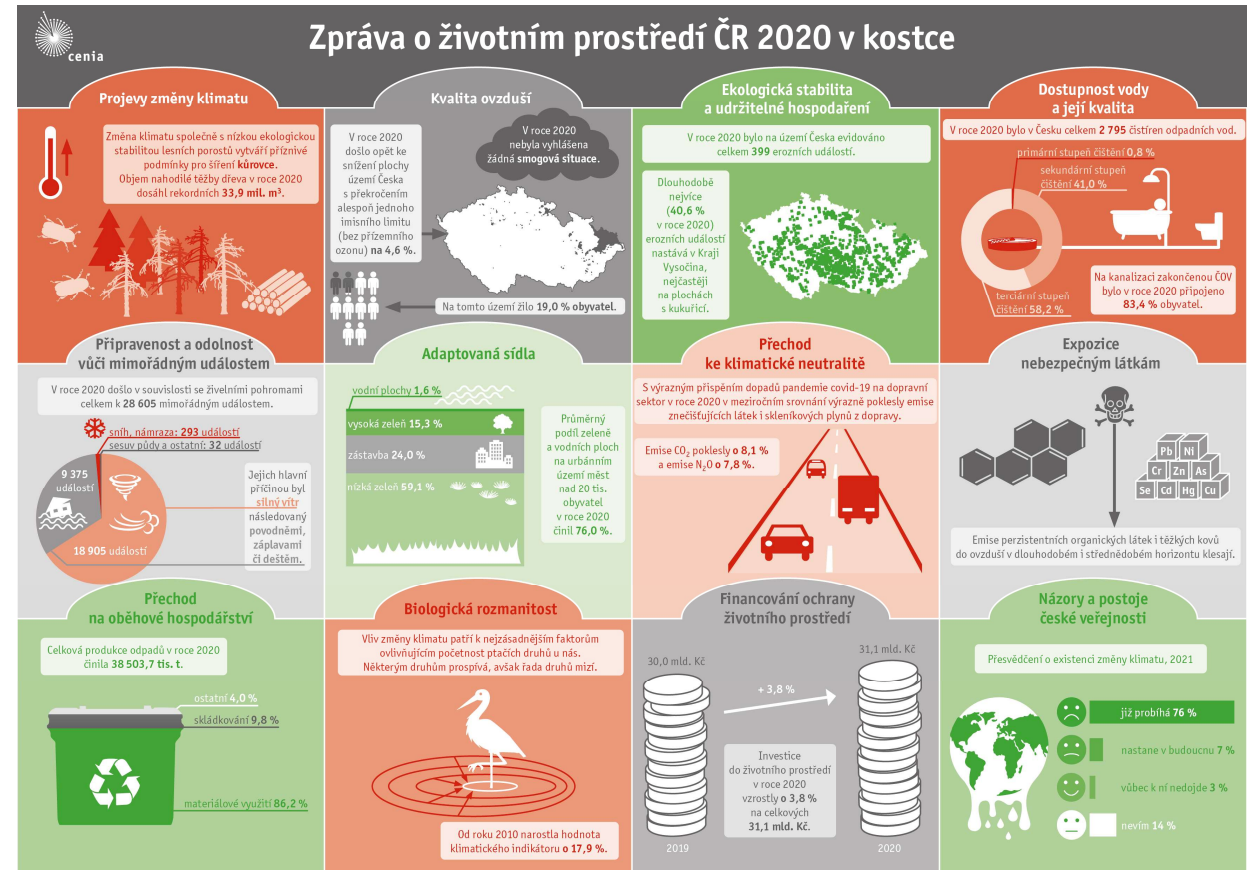 cenia
Zpráva o životním prostředí ČR 2020 v kostce
Projevy změny klimatu
Změna klimatu společně s nízkou ekologickou
stabilitou lesních porostů vytváří příznivé
podmínky pro šíření kůrovce.
Objem nahodilé těžby dřeva v roce 2020
dosáhl rekordních 33,9 mil. m³.
Kvalita ovzduší
V roce 2020
došlo opět ke
snížení plochy
území Česka
s překročením
alespoň jednoho
imisního limitu
(bez přízemního
ozonu) na 4,6 %.
V roce 2020
nebyla vyhlášena
žádná smogová situace.
Na tomto území žilo 19,0 % obyvatel.
Ekologická stabilita
a udržitelné hospodaření
V roce 2020 bylo na území Česka evidováno
celkem 399 erozních událostí.
Dlouhodobě
nejvíce
(40,6 %
v roce 2020)
erozních událostí
nastává v Kraji
Vysočina,
nejčastěji
na plochách
s kukuřicí.
Dostupnost vody
a její kvalita
V roce 2020 bylo v Česku celkem 2 795 čistíren odpadních vod.
primární stupeň čištění 0,8 %
sekundární stupeň
čištění 41,0 %
terciární stupeň
čištění 58,2 %
Na kanalizaci zakončenou ČOV
bylo v roce 2020 připojeno
83,4 % obyvatel.
Připravenost a odolnost
vůči mimořádným událostem
V roce 2020 došlo v souvislosti se živelními pohromami
celkem k 28 605 mimořádným událostem.
sníh, námraza: 293 událostí
sesuv půdy a ostatní: 32 událostí
9 375
událostí
18 905 událostí
Jejich hlavní
příčinou byl
silný vítr
následovaný
povodněmi,
záplavami
či deštěm.
Adaptovaná sídla
vodní plochy 1,6 %
vysoká zeleň 15,3 %
zástavba 24,0 %
nízká zeleň 59,1 %
Průměrný
podíl zeleně
a vodních ploch
na urbánním
území měst
nad 20 tis.
obyvatel
v roce 2020
činil 76,0 %.
Přechod
ke klimatické neutralitě
S výrazným přispěním dopadů pandemie covid-19 na dopravní
sektor v roce 2020 v meziročním srovnání výrazně poklesly emise
znečišťujících látek i skleníkových plynů z dopravy.
Emise CO₂ poklesly o 8,1 %
a emise N₂O o 7,8 %.
Expozice
nebezpečným látkám
Pb Ni
Cr Zn As
Se Cd Hg Cu
Emise perzistentních organických látek i těžkých kovů
do ovzduší v dlouhodobém i střednědobém horizontu klesají.
Přechod
na oběhové hospodářství
Celková produkce odpadů v roce 2020
činila 38 503,7 tis. t.
ostatní 4,0 %
skládkování 9,8 %
materiálové využití 86,2 %
Biologická rozmanitost
Vliv změny klimatu patří k nejzásadnějším faktorům
ovlivňujícím početnost ptačích druhů u nás.
Některým druhům prospívá, avšak řada druhů mizí.
Od roku 2010 narostla hodnota
klimatického indikátoru o 17,9 %.
Financování ochrany
životního prostředí
30,0 mld. Kč
31,1 mld. Kč
+ 3,8 %
Investice
do životního prostředí
v roce 2020
vzrostly o 3,8 %
na celkových
31,1 mld. Kč.
2019
2020
Názory a postoje
české veřejnosti
Přesvědčení o existenci změny klimatu, 2021
již probíhá 76 %
nastane v budoucnu 7 %
vůbec k ní nedojde 3 %
nevím 14 %